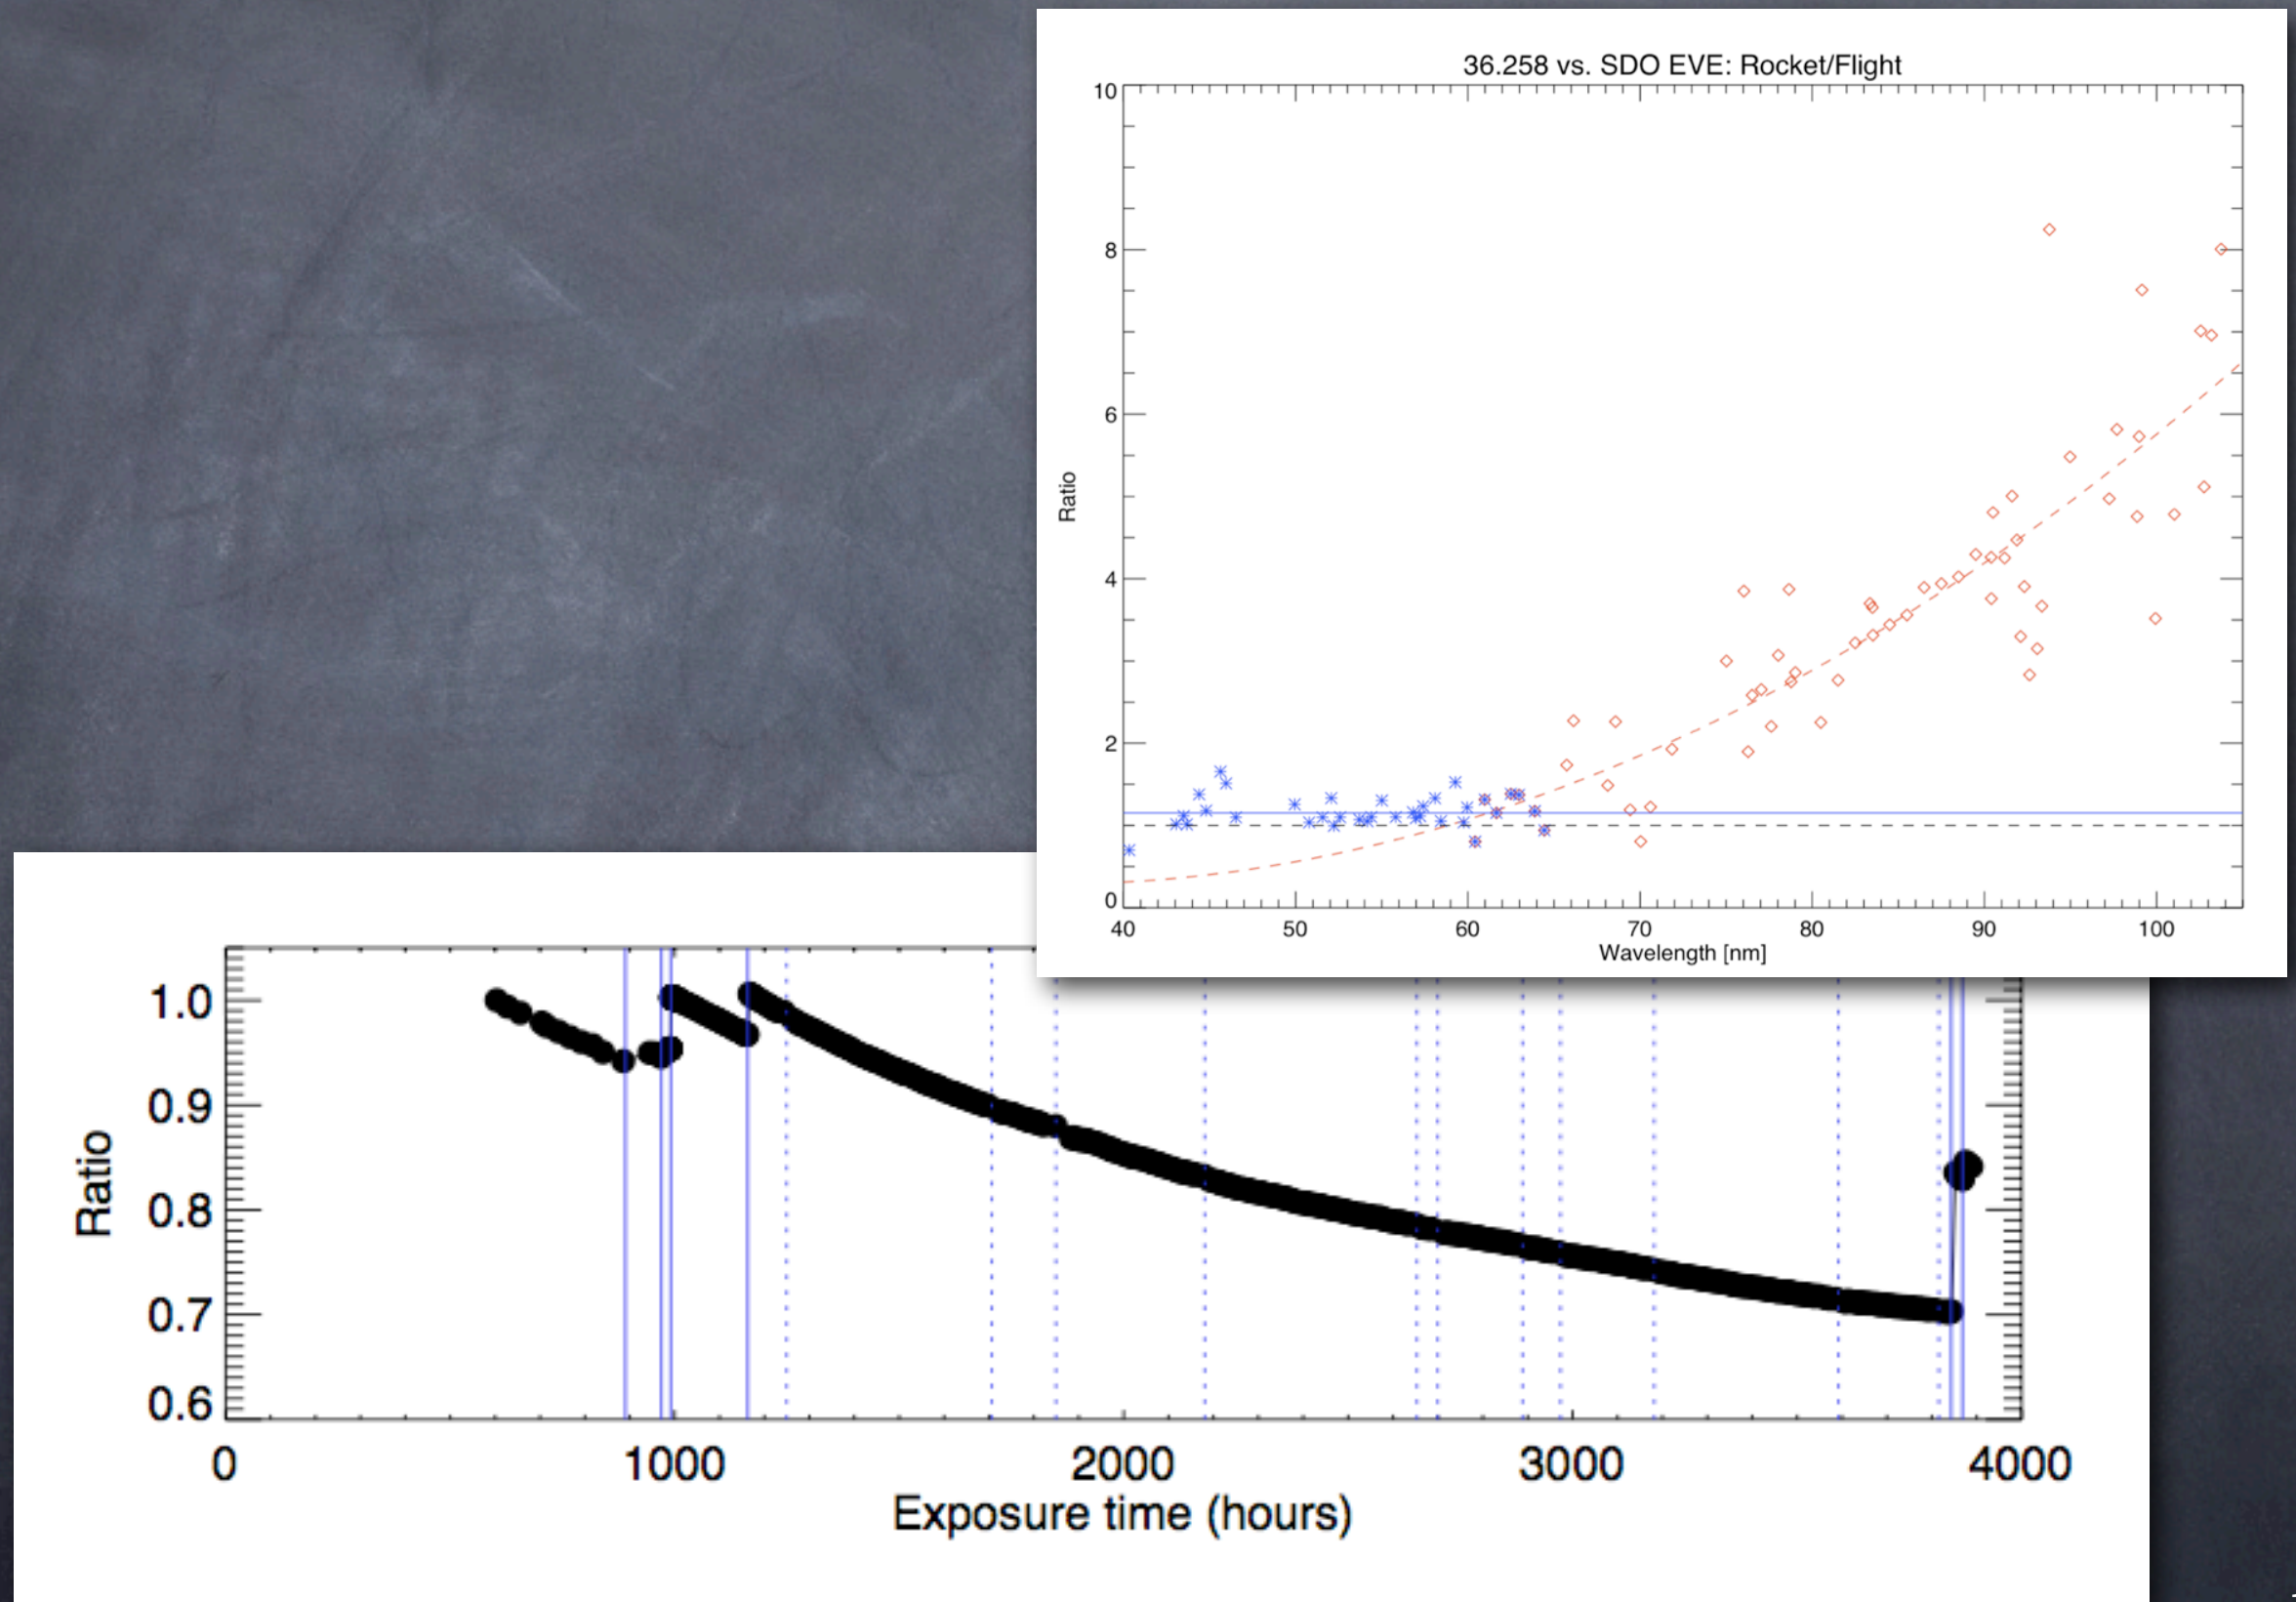 36.258 vs. SDO EVE: Rocket/Flight
10
8
6
4
2
0
Ratio
40 50 60 70 80 90 100
Wavelength [nm]
1.0
0.9
0.8
0.7
0.6
Ratio
0 1000 2000 3000 4000
Exposure time (hours)